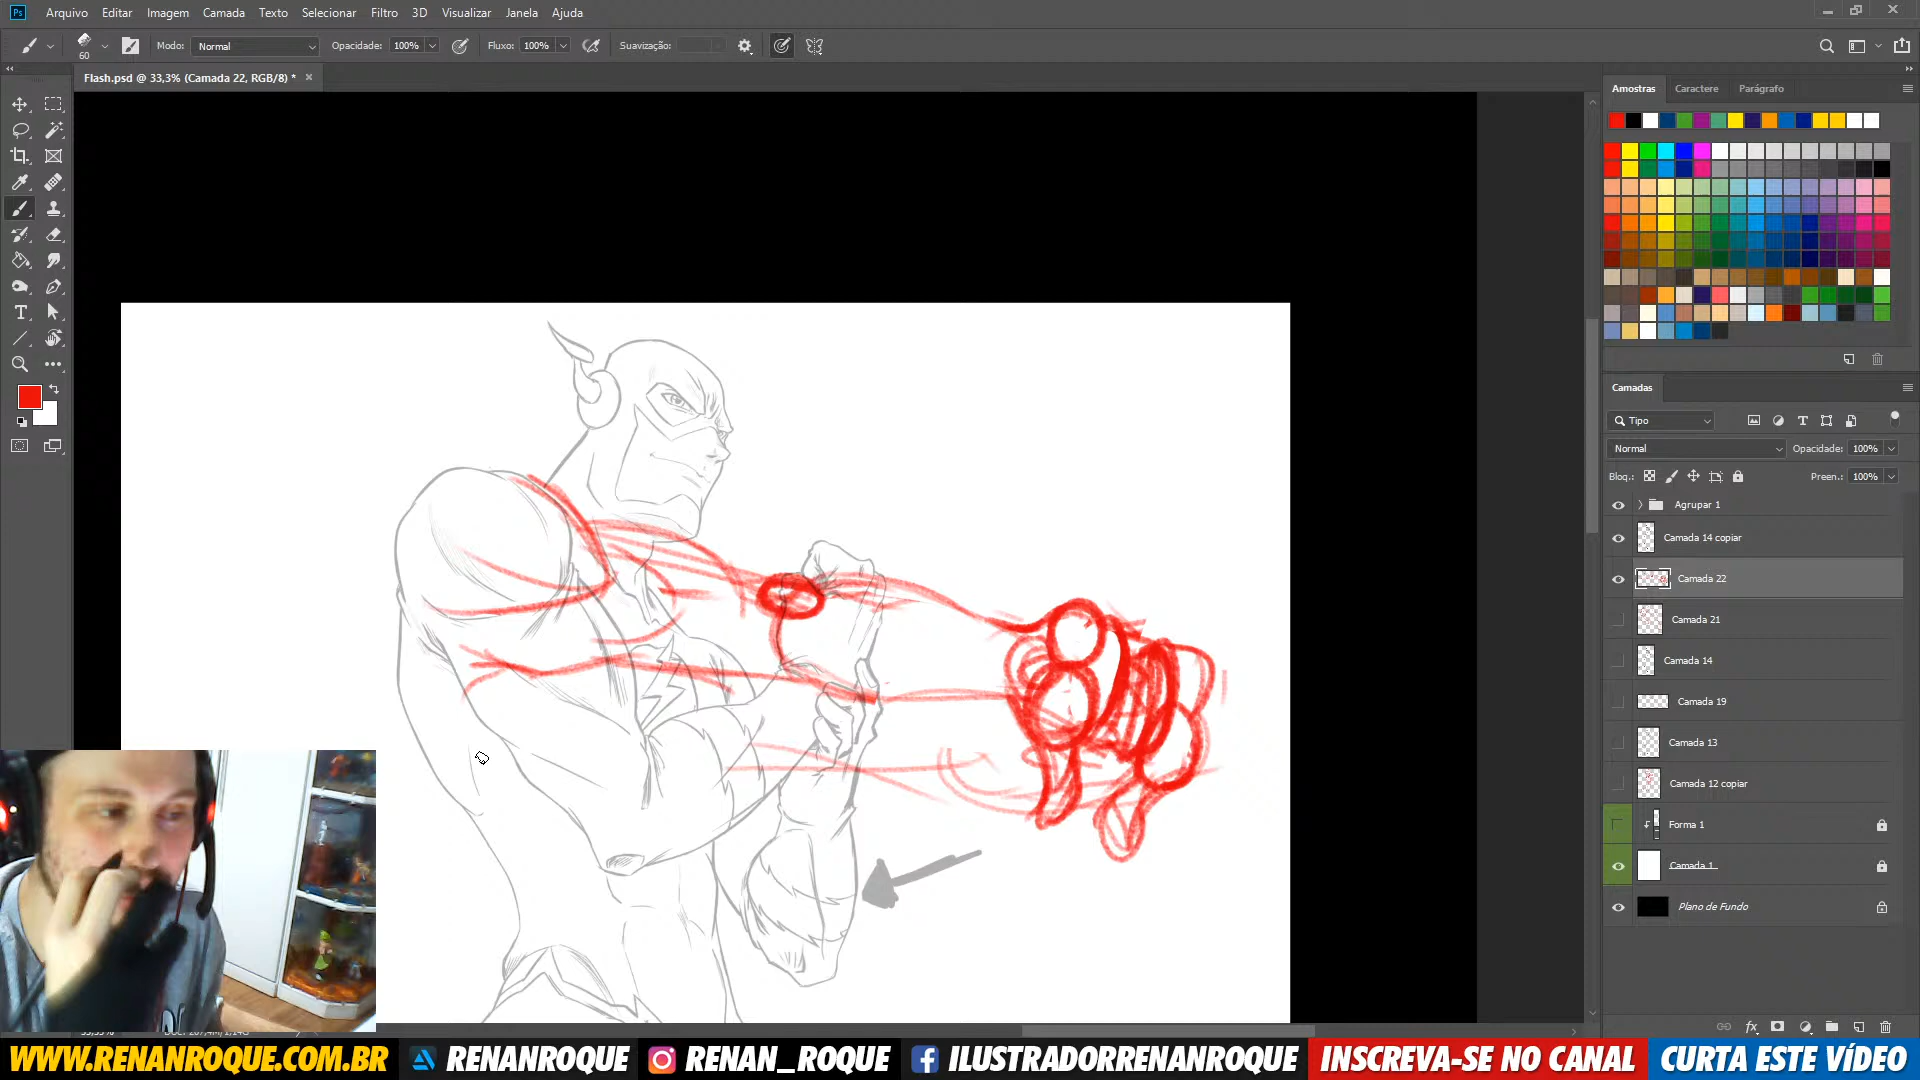 Ps Arquivo Editar Imagem Camada Texto Selecionar Filtro 3D Visualizar Janela Ajuda
60 Modo: Normal Opacidade: 100% Fluxo: 100% Suavização:
Flash.psd @ 33,3% (Camada 22, RGB/8) *
Amostras Caractere Parágrafo
Camadas
Tipo
Normal Opacidade: 100%
Bloq.: Preen.: 100%
Agrupar 1
Camada 14 copiar
Camada 22
Camada 21
Camada 14
Camada 19
Camada 13
Camada 12 copiar
Forma 1
Camada 1
Plano de Fundo
WWW.RENANROQUE.COM.BR RENANROQUE RENAN_ROQUE ILUSTRADORRENANROQUE INSCREVA-SE NO CANAL CURTA ESTE VÍDEO